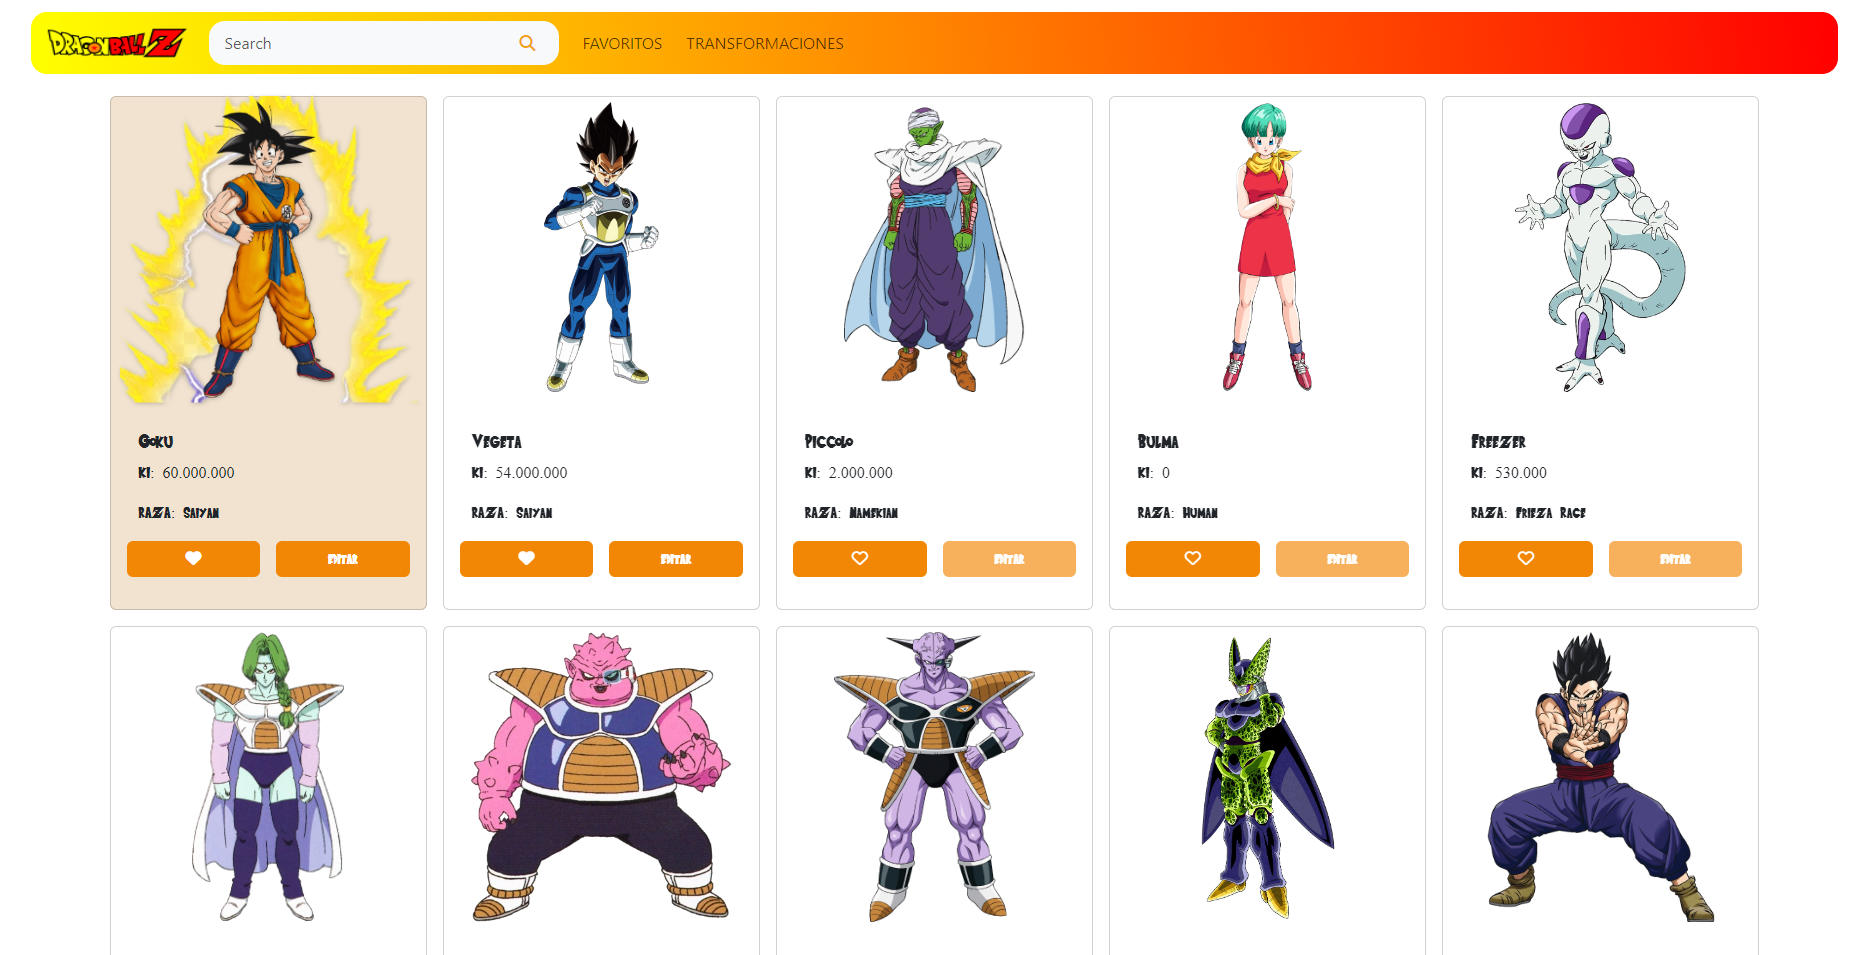 DRAGON BALL Z
Search
FAVORITOS
TRANSFORMACIONES
Goku
KI: 60.000.000
RAZA: Saiyan
EDITAR
Vegeta
KI: 54.000.000
RAZA: Saiyan
EDITAR
Piccolo
KI: 2.000.000
RAZA: Namekian
EDITAR
Bulma
KI: 0
RAZA: Human
EDITAR
Freezer
KI: 530.000
RAZA: Frieza Race
EDITAR